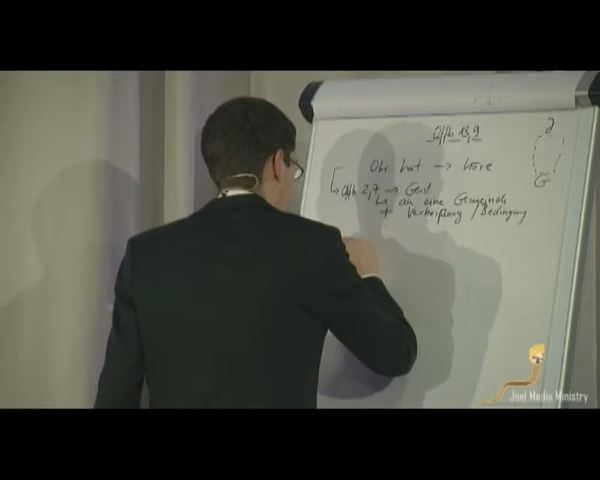 Offb 13,9
Ohr hat → höre
Offb 2,7 → Geist
↳ an eine Gemeinde
+ Verheißung / Bedingung
Joel Media Ministry